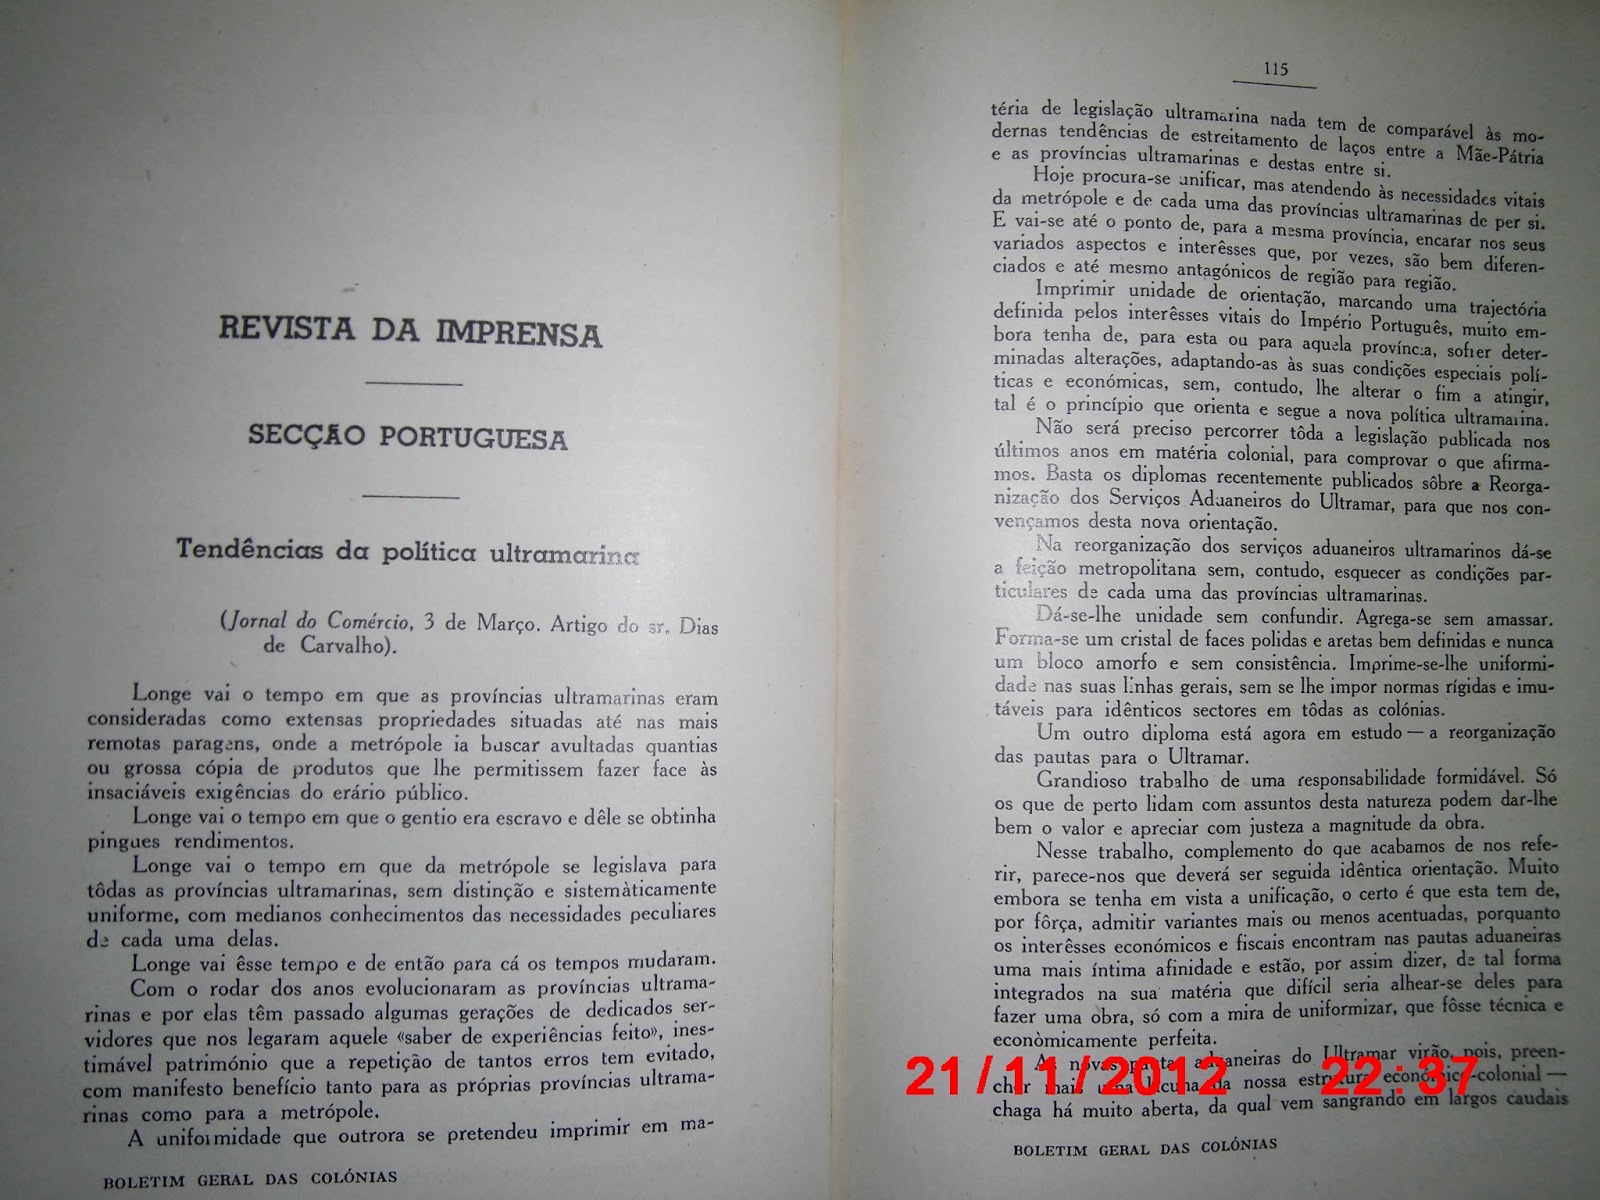 REVISTA DA IMPRENSA
SECÇÃO PORTUGUESA
Tendências da política ultramarina
(Jornal do Comércio, 3 de Março. Artigo do sr. Dias
de Carvalho).
Longe vai o tempo em que as províncias ultramarinas eram
consideradas como extensas propriedades situadas até nas mais
remotas paragens, onde a metrópole ia buscar avultadas quantias
ou grossa cópia de produtos que lhe permitissem fazer face às
insaciáveis exigências do erário público.
Longe vai o tempo em que o gentio era escravo e dêle se obtinha
pingues rendimentos.
Longe vai o tempo em que da metrópole se legislava para
tôdas as províncias ultramarinas, sem distinção e sistemàticamente
uniforme, com medianos conhecimentos das necessidades peculiares
de cada uma delas.
Longe vai êsse tempo e de então para cá os tempos mudaram.
Com o rodar dos anos evolucionaram as províncias ultrama-
rinas e por elas têm passado algumas gerações de dedicados ser-
vidores que nos legaram aquele «saber de experiências feito», ines-
timável património que a repetição de tantos erros tem evitado,
com manifesto benefício tanto para as próprias províncias ultrama-
rinas como para a metrópole.
A uniformidade que outrora se pretendeu imprimir em ma-
BOLETIM GERAL DAS COLÓNIAS
115
téria de legislação ultramarina nada tem de comparável às mo-
dernas tendências de estreitamento de laços entre a Mãe-Pátria
e as províncias ultramarinas e destas entre si.
Hoje procura-se unificar, mas atendendo às necessidades vitais
da metrópole e de cada uma das províncias ultramarinas de per si.
E vai-se até o ponto de, para a mesma província, encarar nos seus
variados aspectos e interêsses que, por vezes, são bem diferen-
ciados e até mesmo antagónicos de região para região.
Imprimir unidade de orientação, marcando uma trajectória
definida pelos interêsses vitais do Império Português, muito em-
bora tenha de, para esta ou para aquela província, sofrer deter-
minadas alterações, adaptando-as às suas condições especiais polí-
ticas e económicas, sem, contudo, lhe alterar o fim a atingir,
tal é o princípio que orienta e segue a nova política ultramarina.
Não será preciso percorrer tôda a legislação publicada nos
últimos anos em matéria colonial, para comprovar o que afirma-
mos. Basta os diplomas recentemente publicados sôbre a Reorga-
nização dos Serviços Aduaneiros do Ultramar, para que nos con-
vençamos desta nova orientação.
Na reorganização dos serviços aduaneiros ultramarinos dá-se
a feição metropolitana sem, contudo, esquecer as condições par-
ticulares de cada uma das províncias ultramarinas.
Dá-se-lhe unidade sem confundir. Agrega-se sem amassar.
Forma-se um cristal de faces polidas e aretas bem definidas e nunca
um bloco amorfo e sem consistência. Imprime-se-lhe uniformi-
dade nas suas linhas gerais, sem se lhe impor normas rígidas e imu-
táveis para idênticos sectores em tôdas as colónias.
Um outro diploma está agora em estudo — a reorganização
das pautas para o Ultramar.
Grandioso trabalho de uma responsabilidade formidável. Só
os que de perto lidam com assuntos desta natureza podem dar-lhe
bem o valor e apreciar com justeza a magnitude da obra.
Nesse trabalho, complemento do que acabamos de nos refe-
rir, parece-nos que deverá ser seguida idêntica orientação. Muito
embora se tenha em vista a unificação, o certo é que esta tem de,
por fôrça, admitir variantes mais ou menos acentuadas, porquanto
os interêsses económicos e fiscais encontram nas pautas aduaneiras
uma mais íntima afinidade e estão, por assim dizer, de tal forma
integrados na sua matéria que difícil seria alhear-se deles para
fazer uma obra, só com a mira de uniformizar, que fôsse técnica e
econòmicamente perfeita.
As novas pautas aduaneiras do Ultramar virão, pois, preen-
cher mais uma lacuna da nossa estrutura económico-colonial —
chaga há muito aberta, da qual vem sangrando em largos caudais
BOLETIM GERAL DAS COLÓNIAS
21/11/2012 22:37